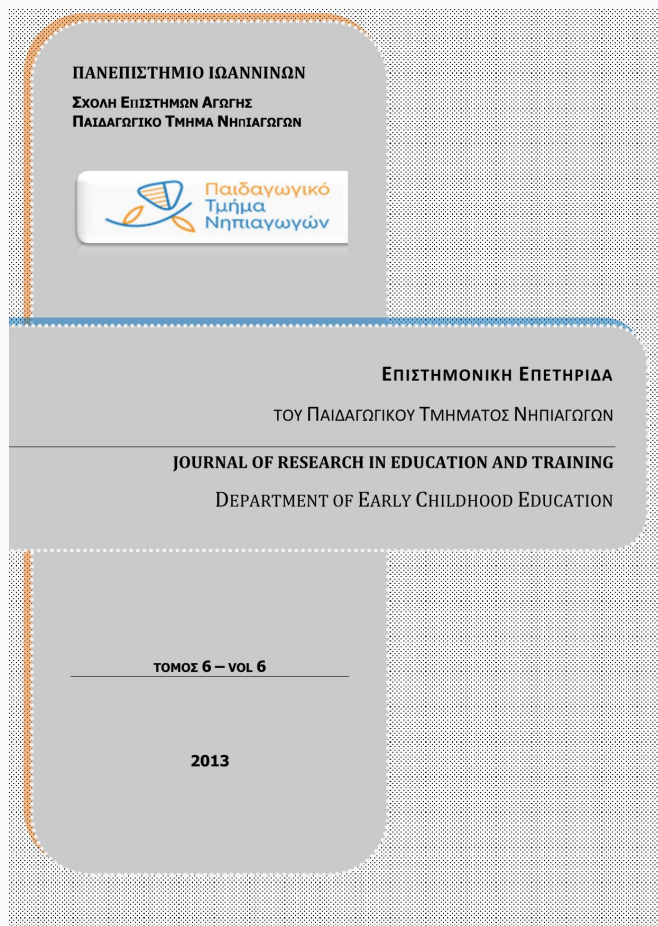 ΠΑΝΕΠΙΣΤΗΜΙΟ ΙΩΑΝΝΙΝΩΝ
ΣΧΟΛΗ ΕΠΙΣΤΗΜΩΝ ΑΓΩΓΗΣ
ΠΑΙΔΑΓΩΓΙΚΟ ΤΜΗΜΑ ΝΗΠΙΑΓΩΓΩΝ
Παιδαγωγικό
Τμήμα
Νηπιαγωγών
ΕΠΙΣΤΗΜΟΝΙΚΗ ΕΠΕΤΗΡΙΔΑ
ΤΟΥ ΠΑΙΔΑΓΩΓΙΚΟΥ ΤΜΗΜΑΤΟΣ ΝΗΠΙΑΓΩΓΩΝ
JOURNAL OF RESEARCH IN EDUCATION AND TRAINING
DEPARTMENT OF EARLY CHILDHOOD EDUCATION
ΤΟΜΟΣ 6 – VOL 6
2013